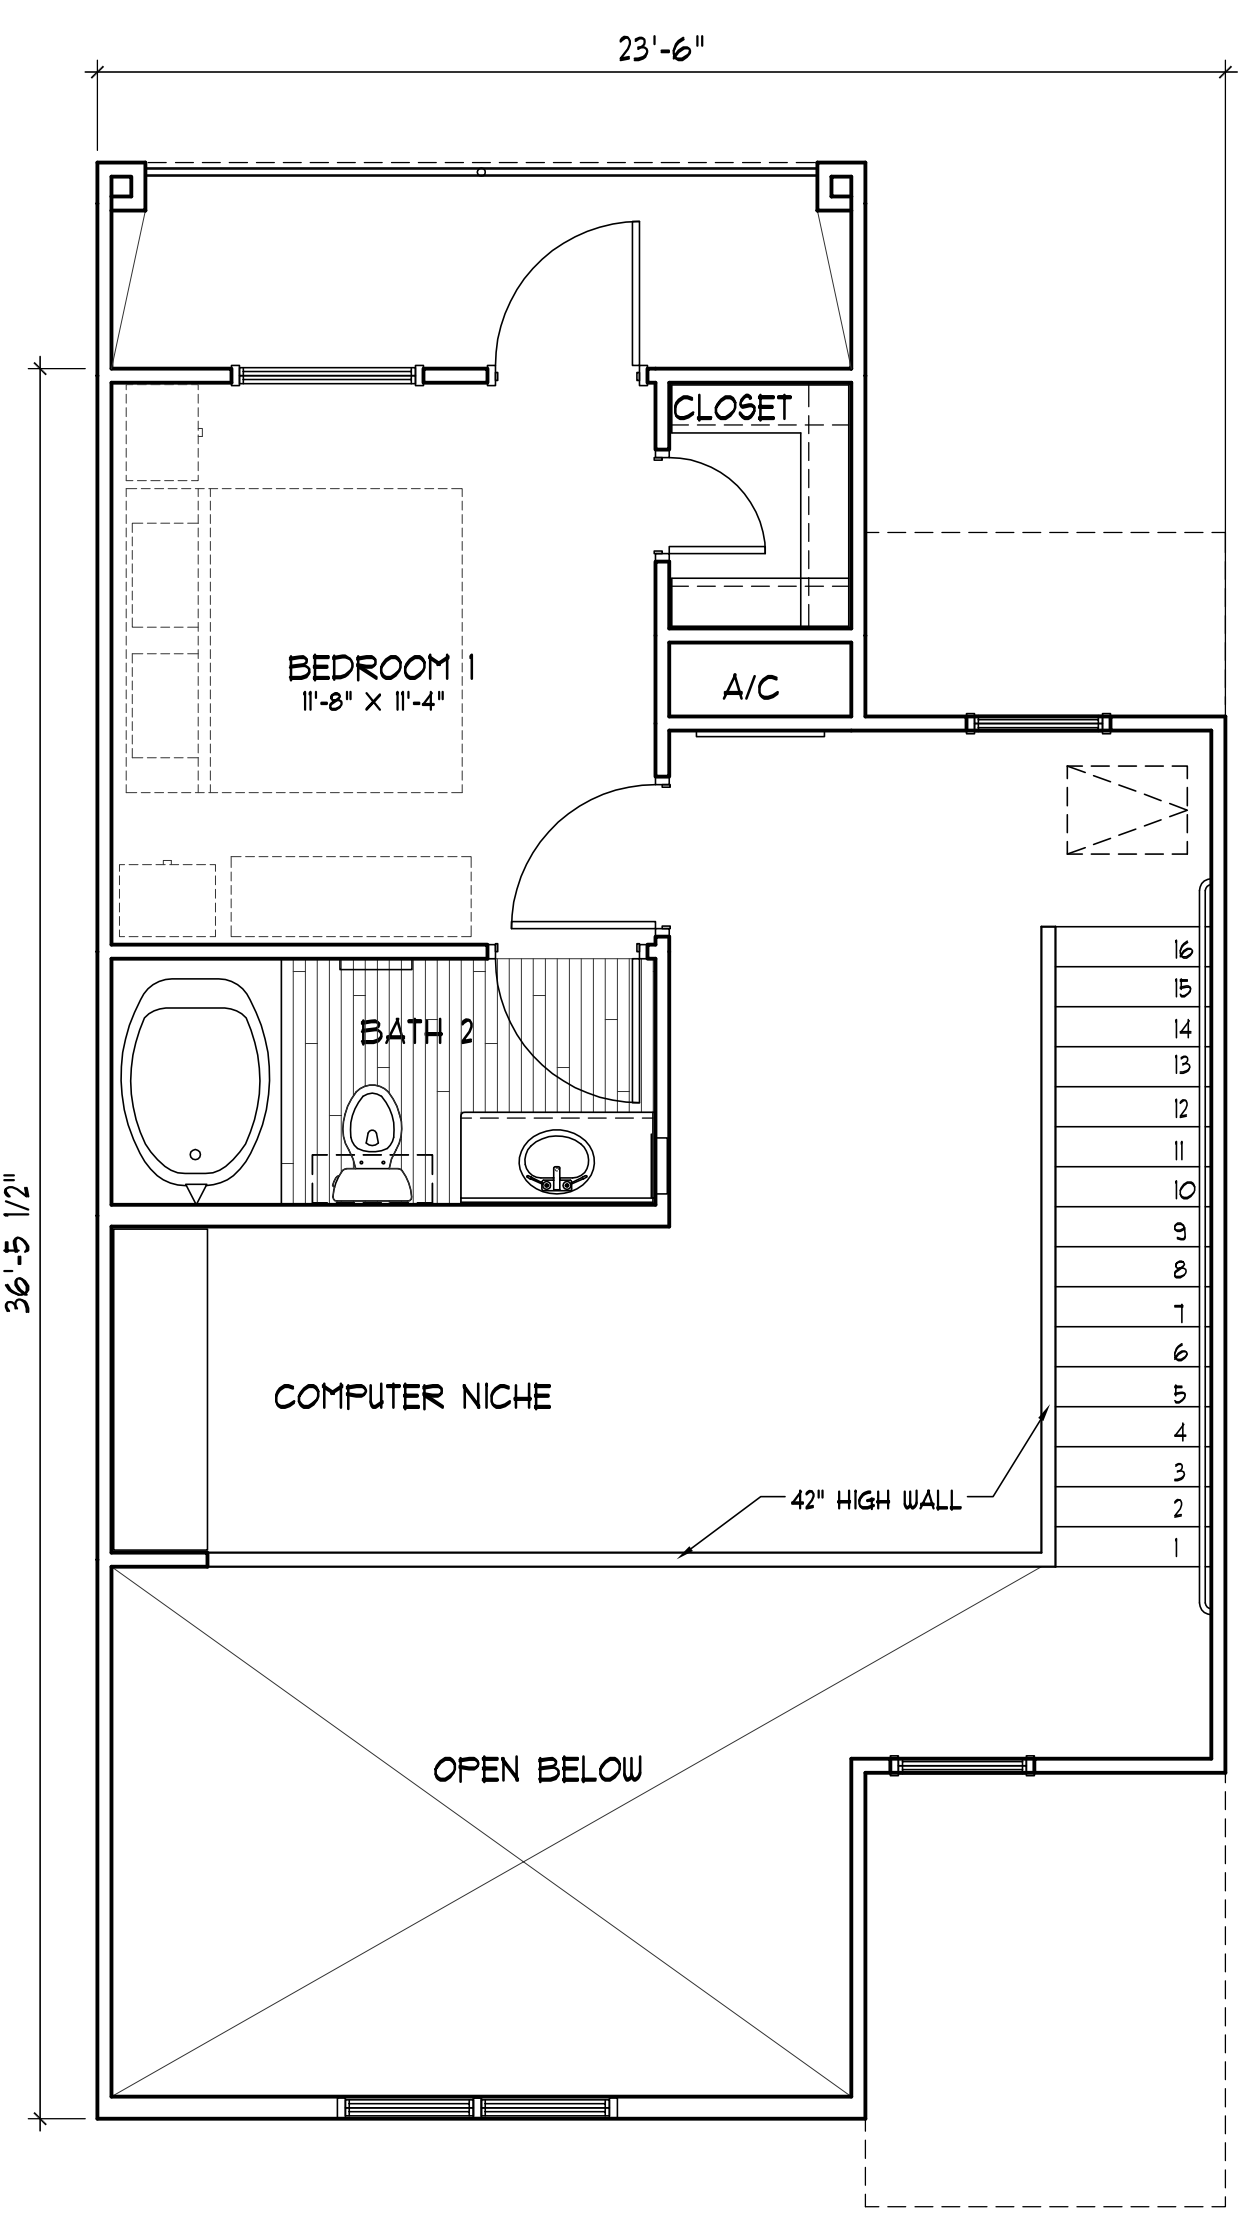 23'-6"
CLOSET
BEDROOM 1
11'-8" X 11'-4"
A/C
16
15
14
13
12
11
10
9
8
7
6
5
4
3
2
1
BATH 2
36'-5 1/2"
COMPUTER NICHE
42" HIGH WALL
OPEN BELOW